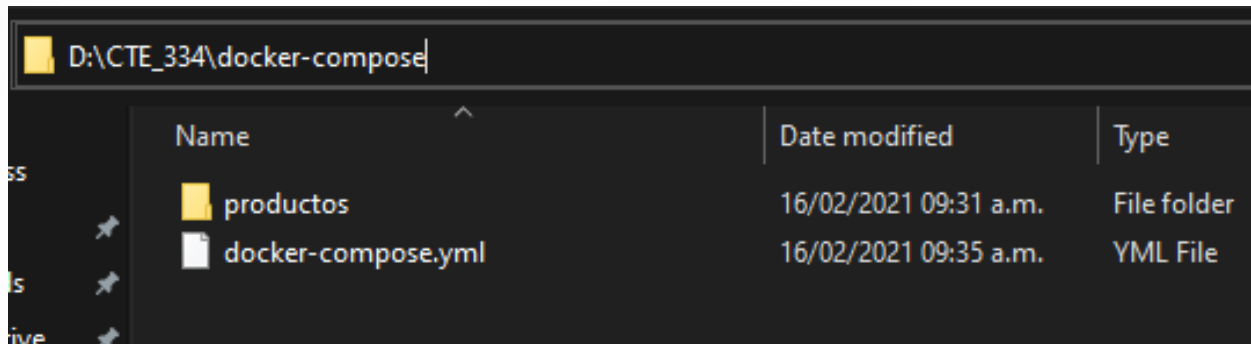 D:\CTE_334\docker-compose
Name Date modified Type
productos 16/02/2021 09:31 a.m. File folder
docker-compose.yml 16/02/2021 09:35 a.m. YML File